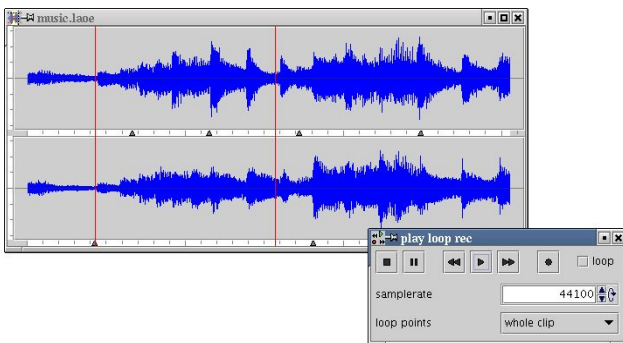 music.laoe
play loop rec
loop
samplerate 44100
loop points whole clip